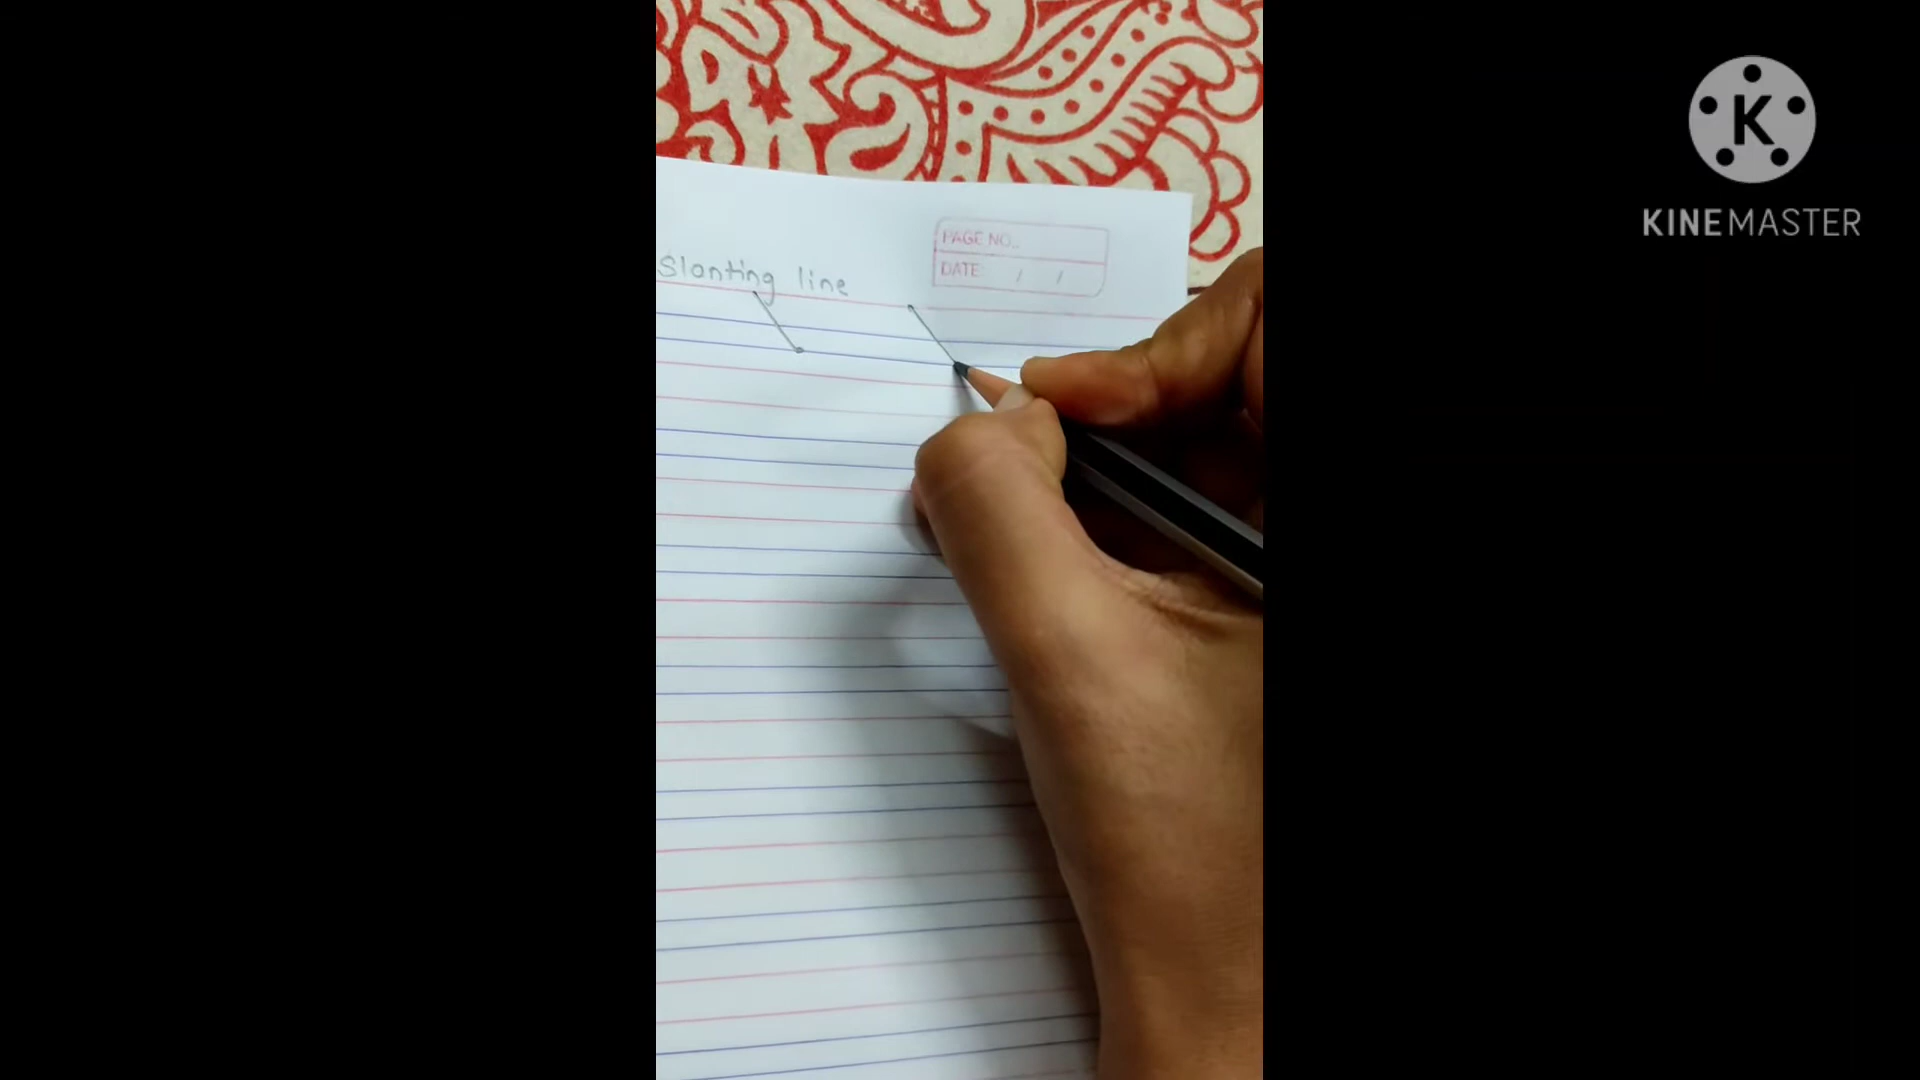 PAGE NO..
DATE / /
Slanting line
K
KINEMASTER